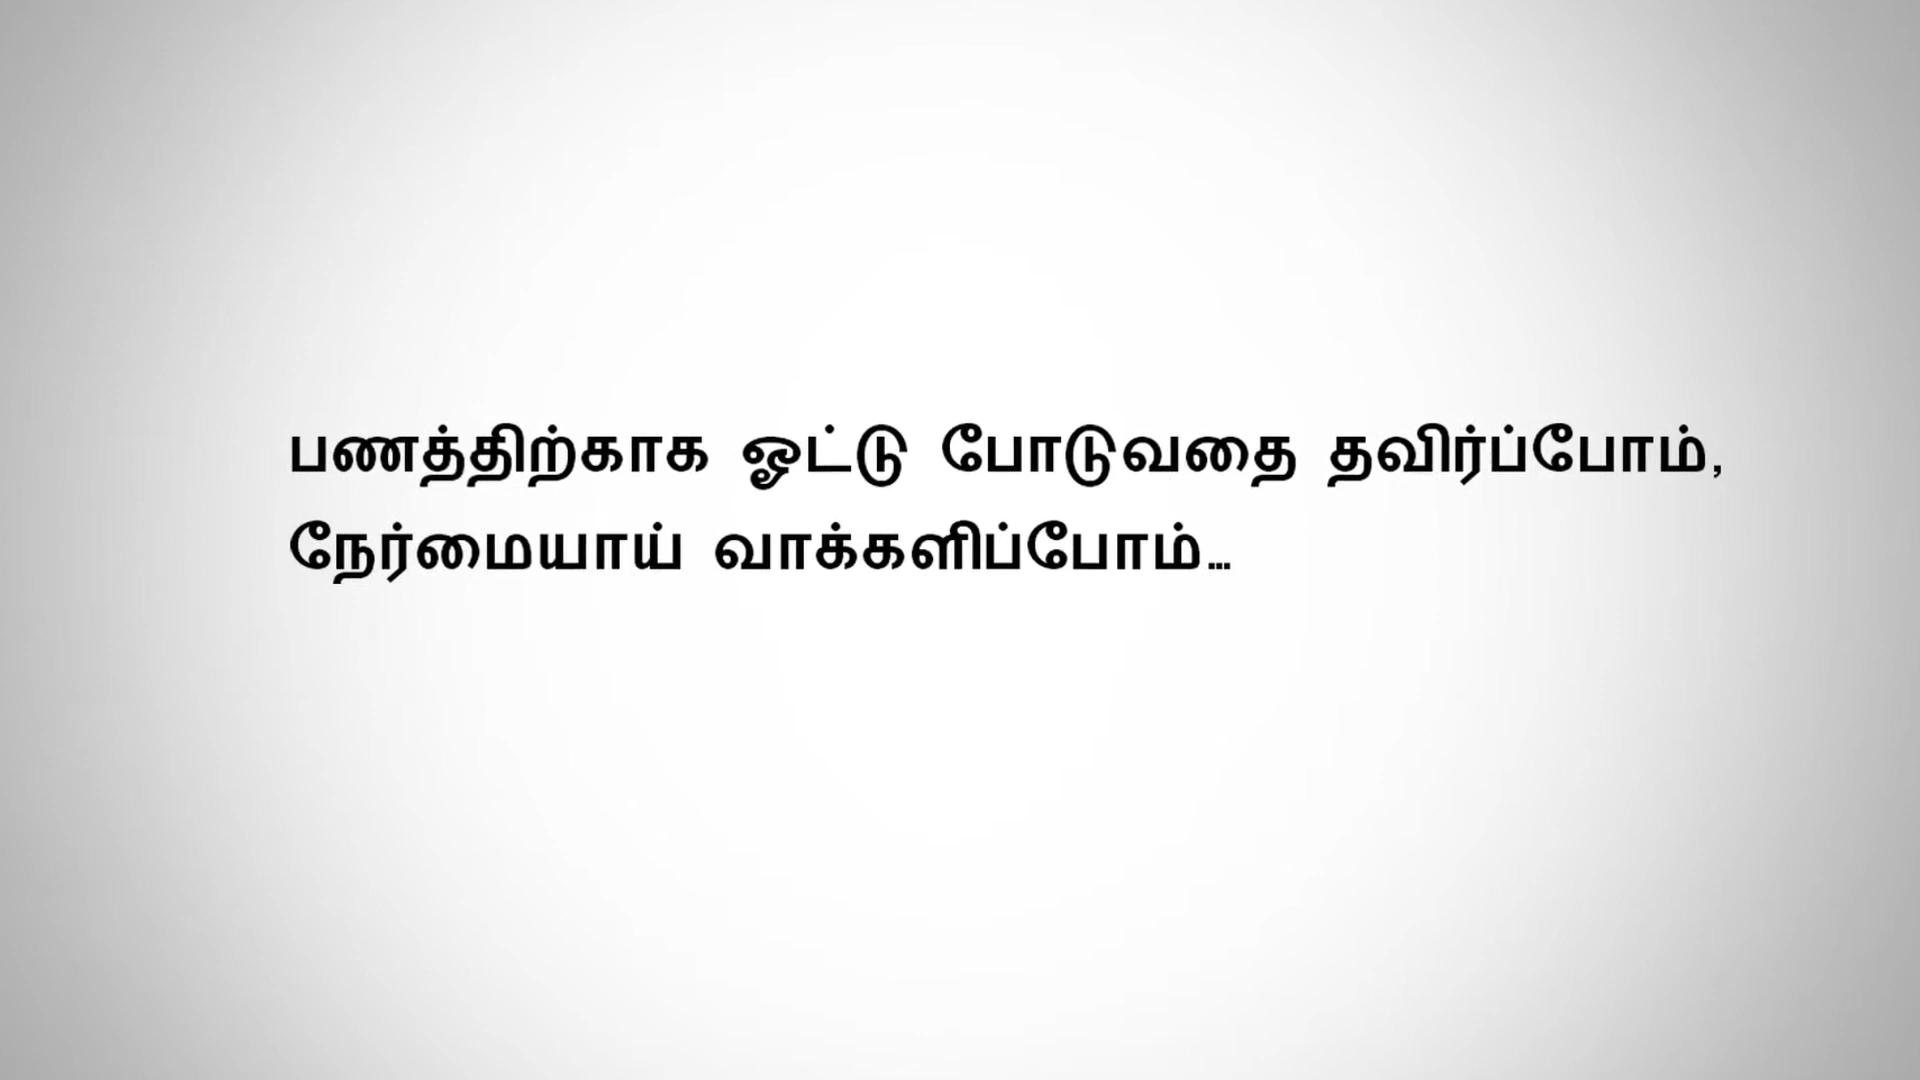 பணத்திற்காக ஓட்டு போடுவதை தவிர்ப்போம்,
நேர்மையாய் வாக்களிப்போம்...